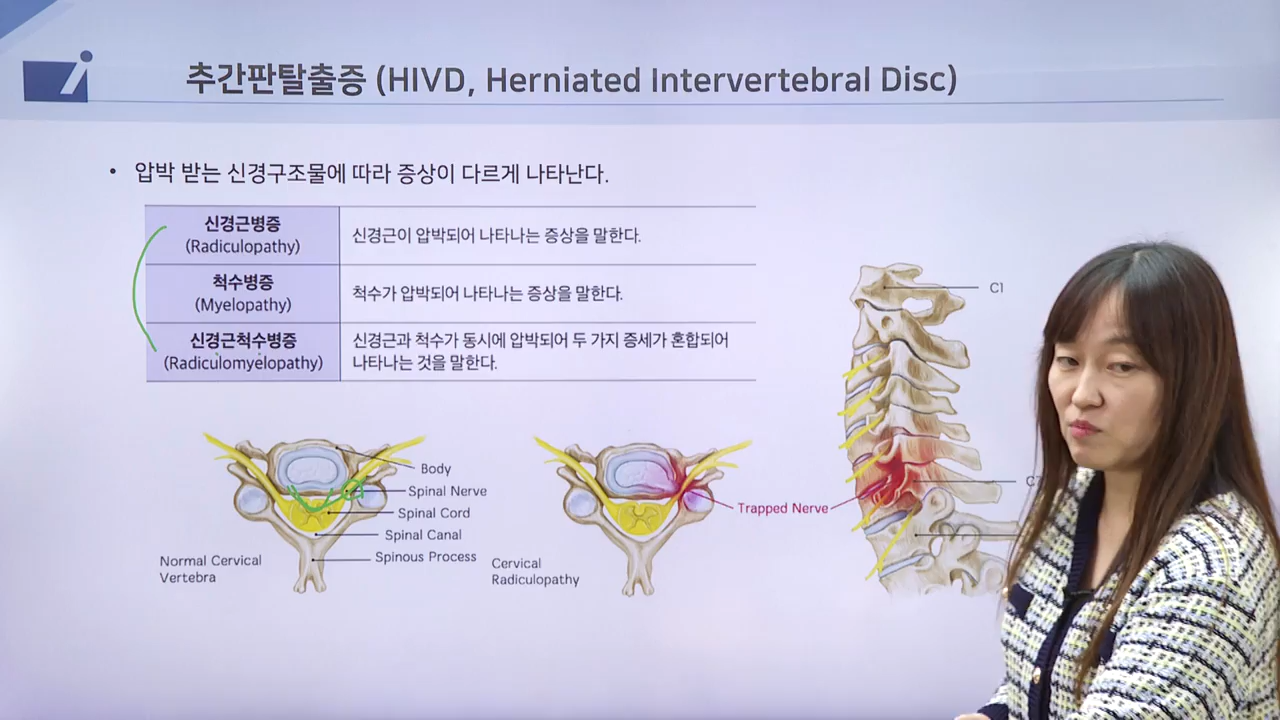 추간판탈출증 (HIVD, Herniated Intervertebral Disc)
• 압박 받는 신경구조물에 따라 증상이 다르게 나타난다.
신경근병증
(Radiculopathy)
신경근이 압박되어 나타나는 증상을 말한다.
척수병증
(Myelopathy)
척수가 압박되어 나타나는 증상을 말한다.
신경근척수병증
(Radiculomyelopathy)
신경근과 척수가 동시에 압박되어 두 가지 증세가 혼합되어
나타나는 것을 말한다.
Body
Spinal Nerve
Spinal Cord
Spinal Canal
Spinous Process
Normal Cervical
Vertebra
Cervical
Radiculopathy
Trapped Nerve
C1